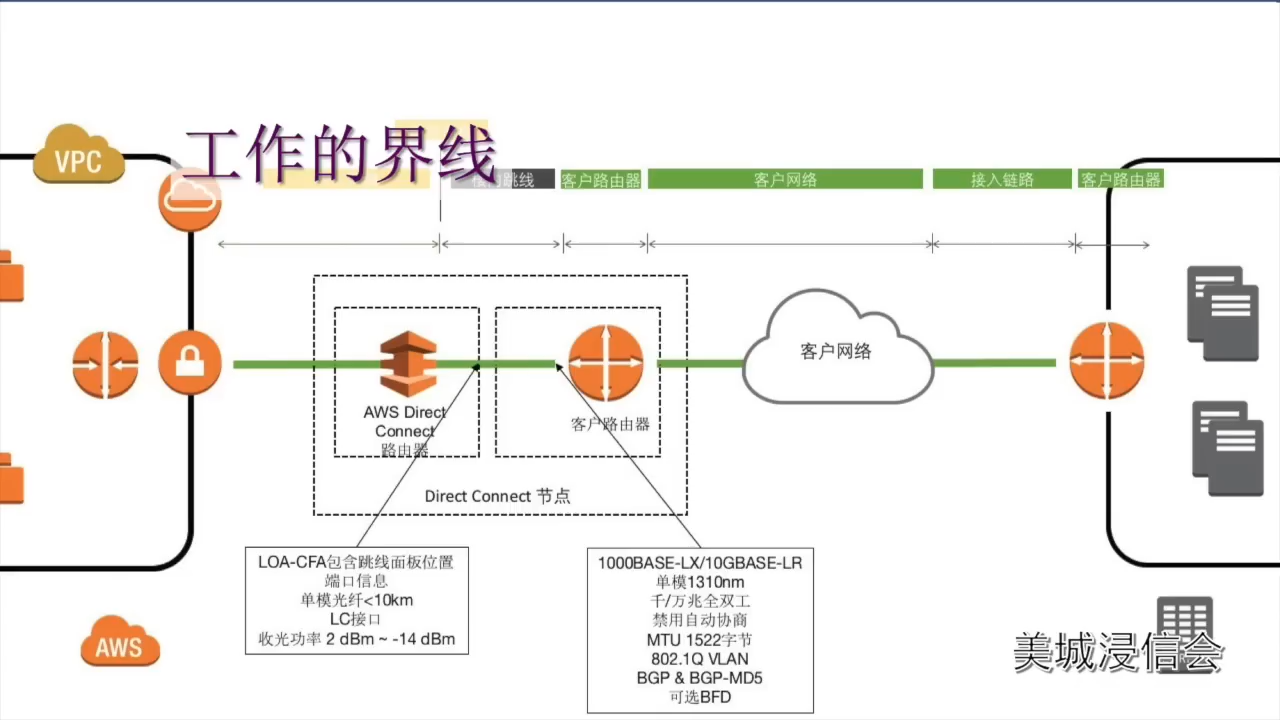 工作的界线
VPC
跳线
客户路由器
客户网络
接入链路
客户路由器
客户网络
AWS Direct
Connect
路由器
客户路由器
Direct Connect 节点
LOA-CFA包含跳线面板位置
端口信息
单模光纤<10km
LC接口
收光功率 2 dBm ~ -14 dBm
1000BASE-LX/10GBASE-LR
单模1310nm
千/万兆全双工
禁用自动协商
MTU 1522字节
802.1Q VLAN
BGP & BGP-MD5
可选BFD
AWS
美城浸信会